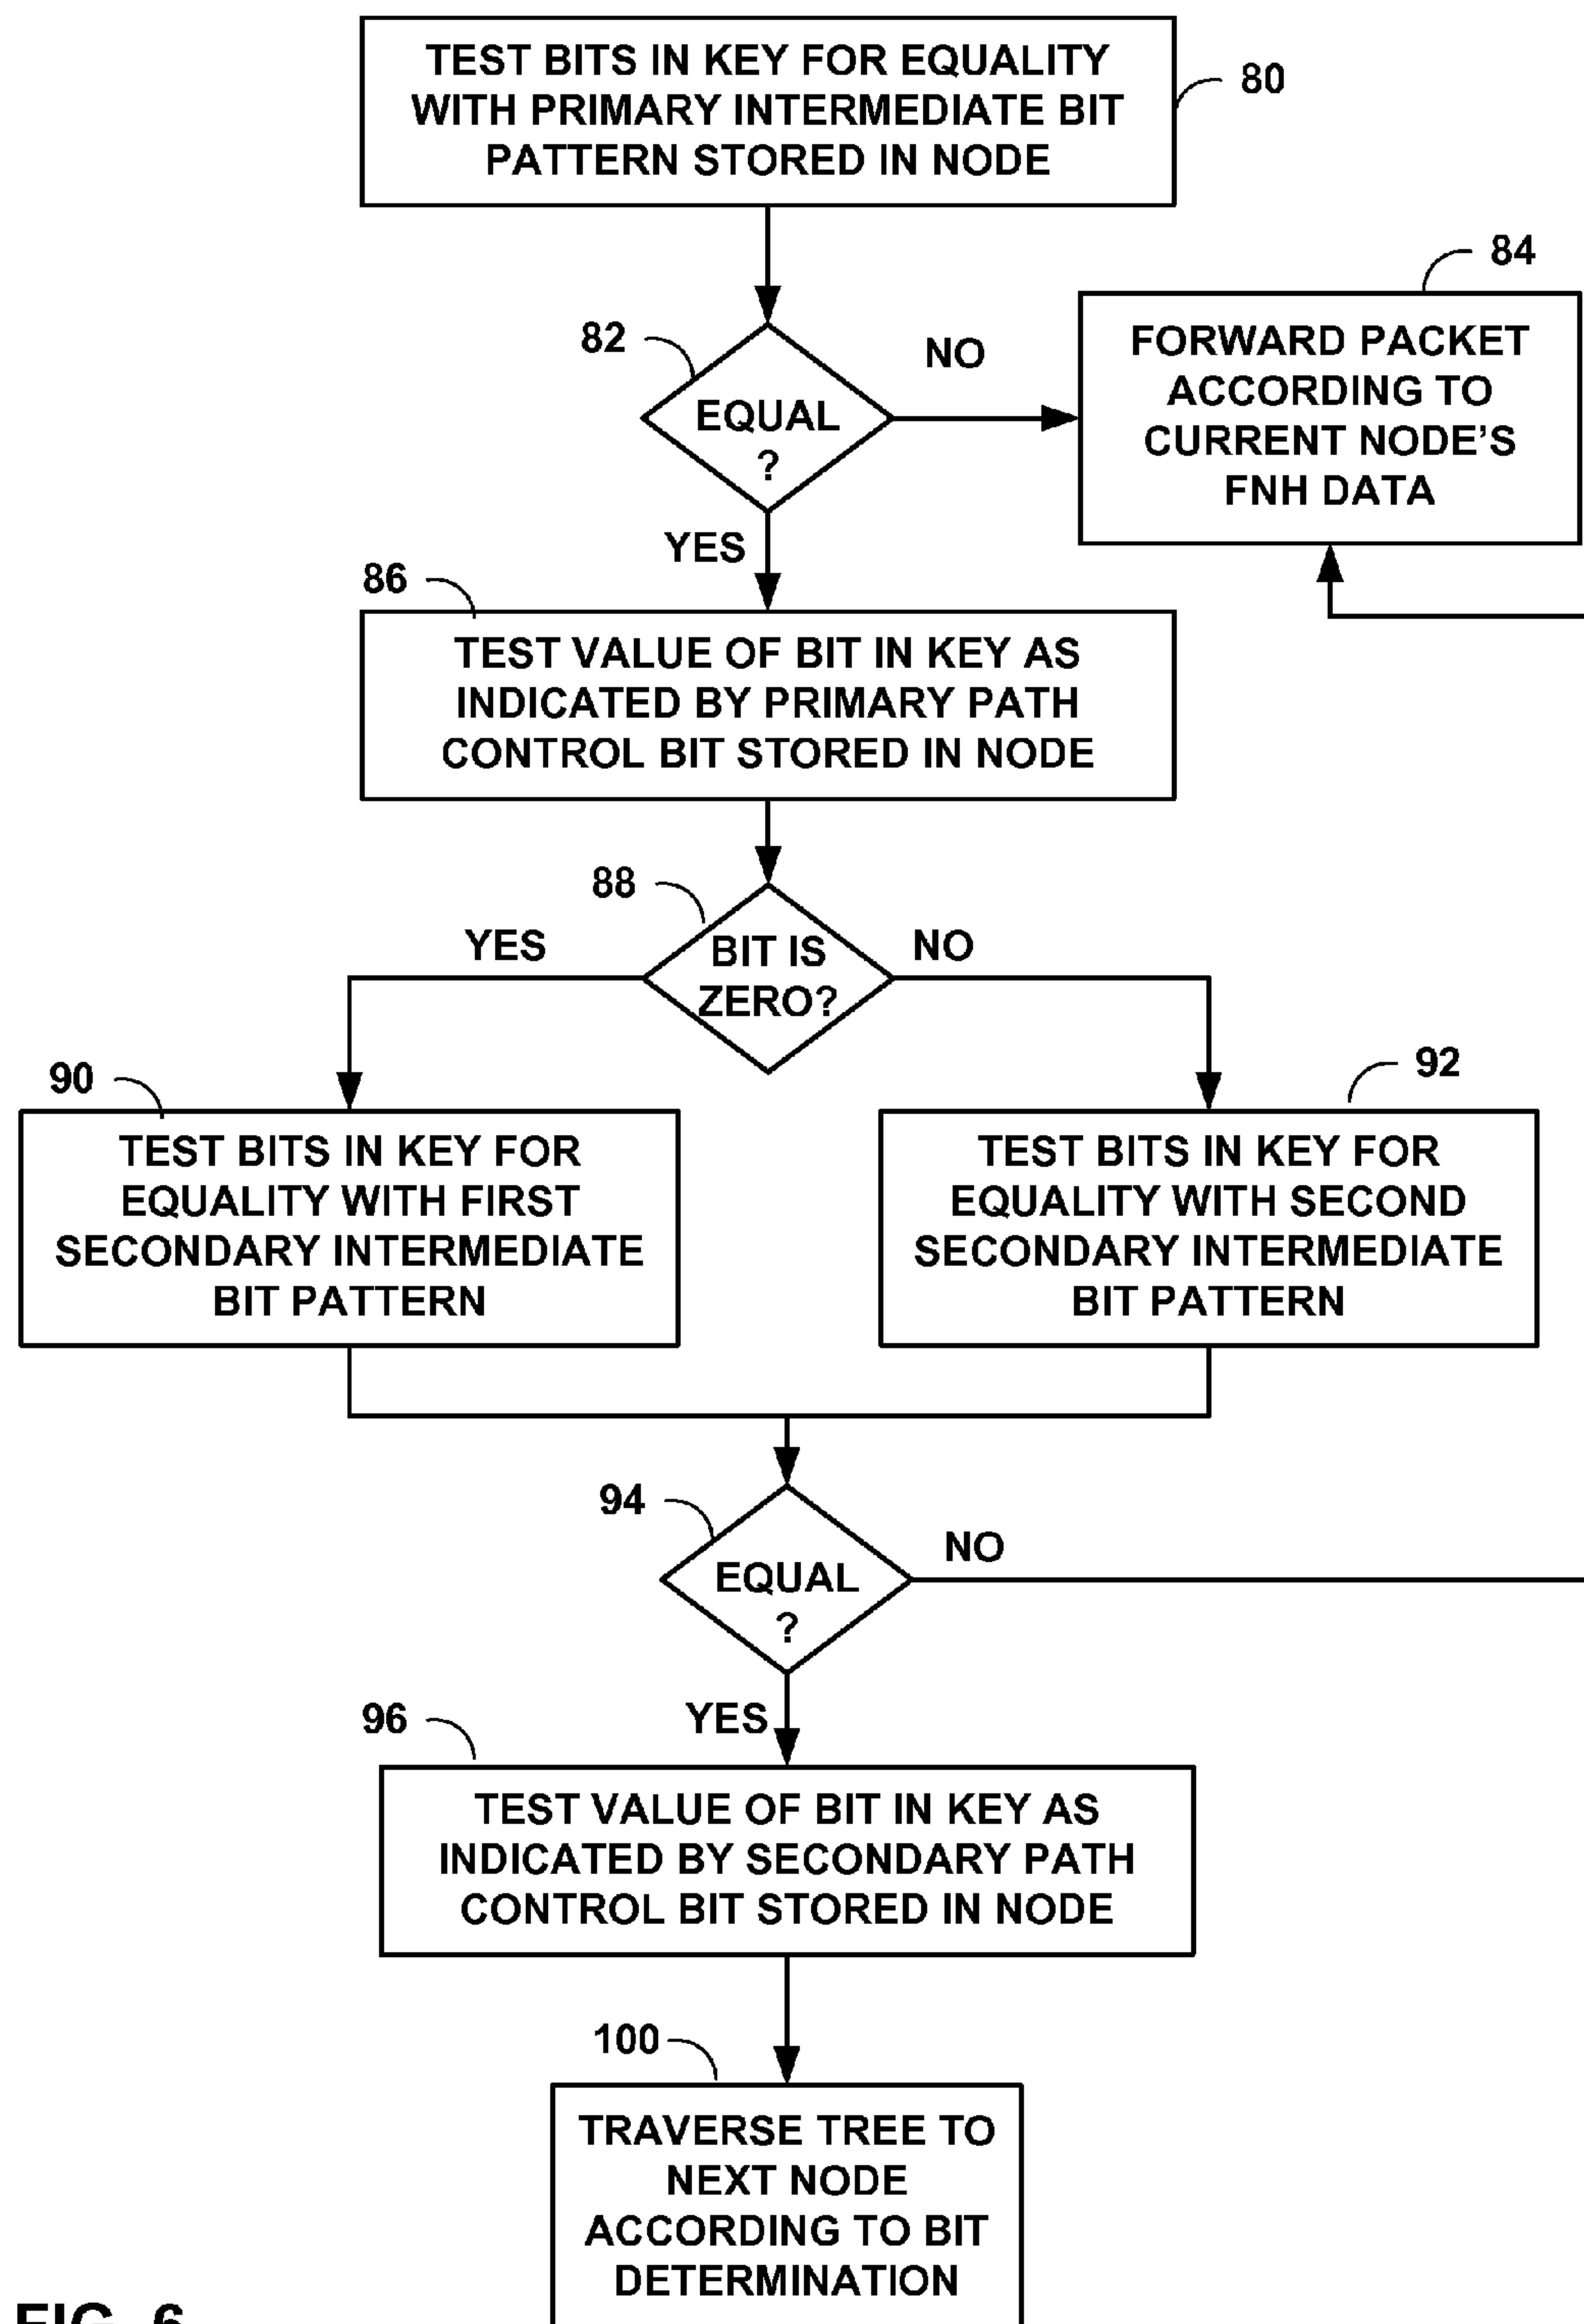 TEST BITS IN KEY FOR EQUALITY
WITH PRIMARY INTERMEDIATE BIT
PATTERN STORED IN NODE
80
84
82
NO
EQUAL
?
FORWARD PACKET
ACCORDING TO
CURRENT NODE'S
FNH DATA
YES
86
TEST VALUE OF BIT IN KEY AS
INDICATED BY PRIMARY PATH
CONTROL BIT STORED IN NODE
88
YES
BIT IS
ZERO?
NO
90
92
TEST BITS IN KEY FOR
EQUALITY WITH FIRST
SECONDARY INTERMEDIATE
BIT PATTERN
TEST BITS IN KEY FOR
EQUALITY WITH SECOND
SECONDARY INTERMEDIATE
BIT PATTERN
94
NO
EQUAL
?
96
YES
TEST VALUE OF BIT IN KEY AS
INDICATED BY SECONDARY PATH
CONTROL BIT STORED IN NODE
100
TRAVERSE TREE TO
NEXT NODE
ACCORDING TO BIT
DETERMINATION
FIG. 6